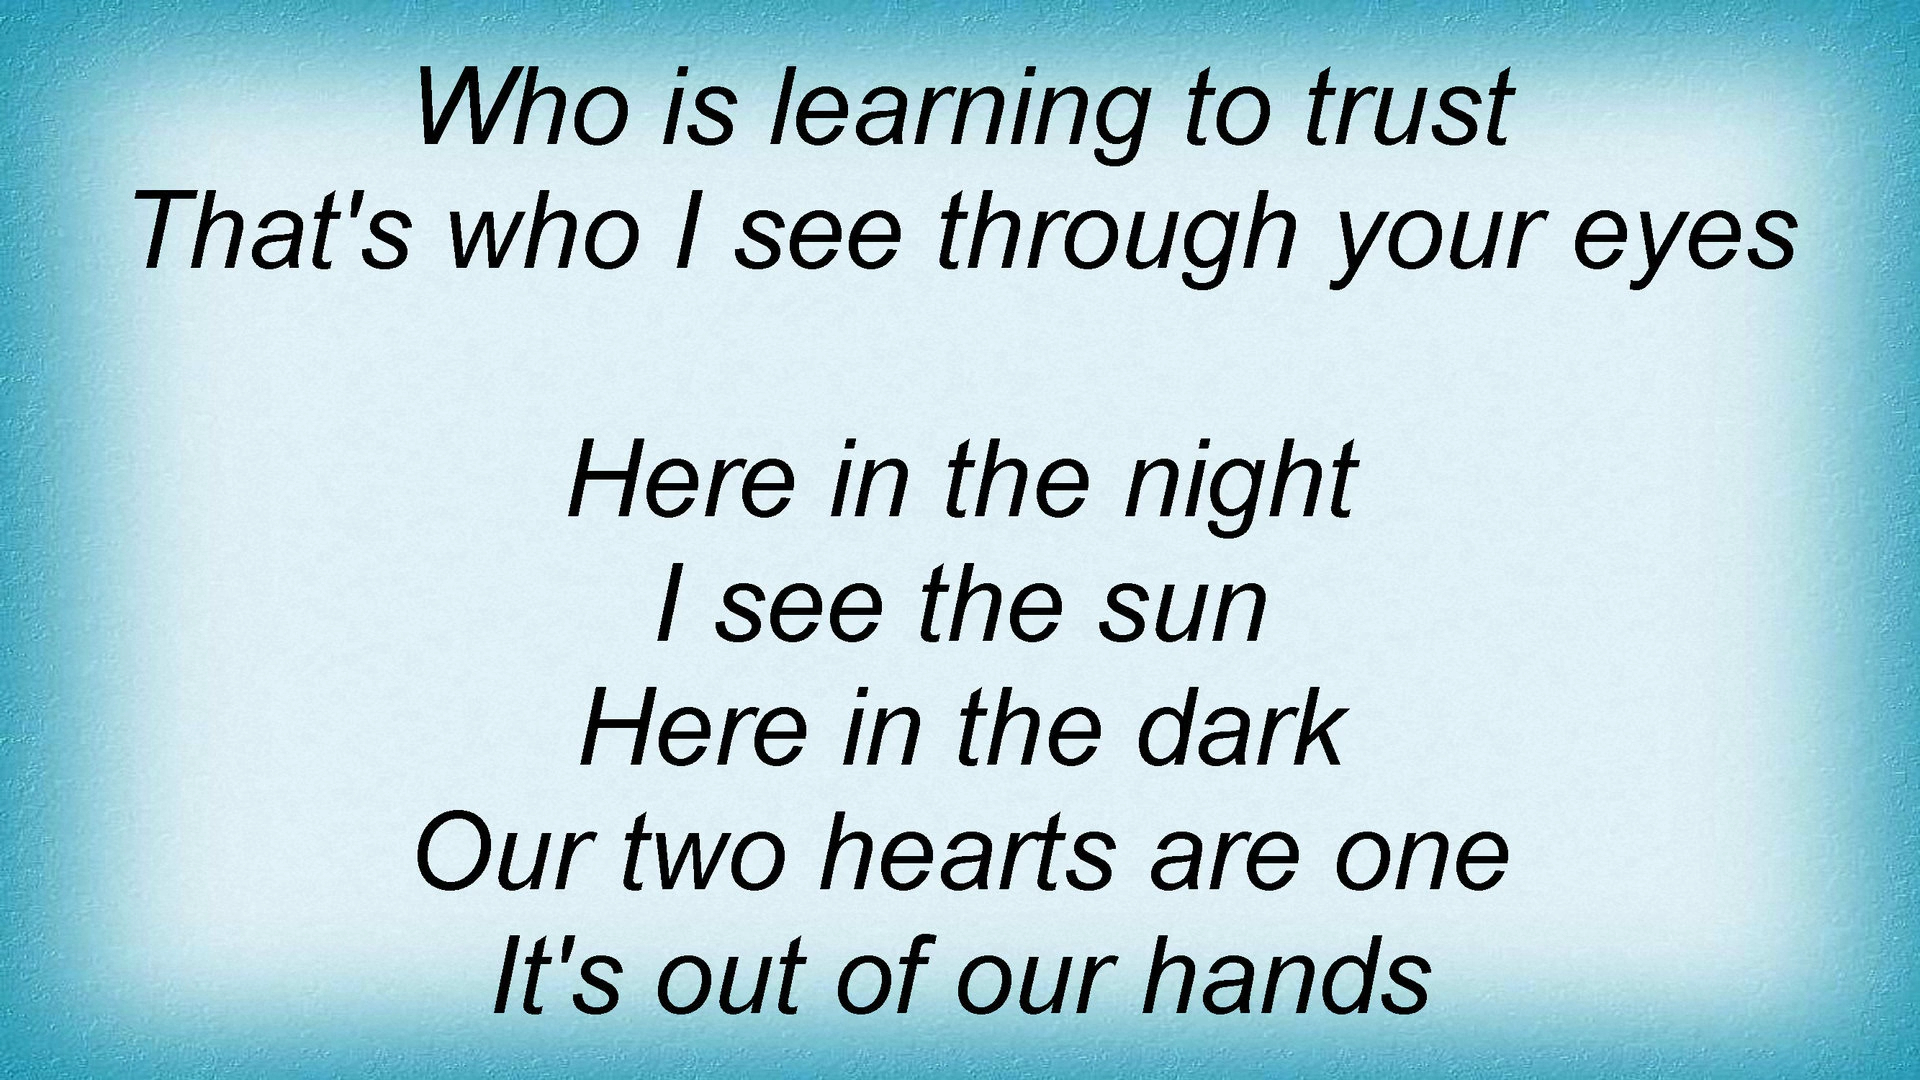 Who is learning to trust
That's who I see through your eyes
Here in the night
I see the sun
Here in the dark
Our two hearts are one
It's out of our hands